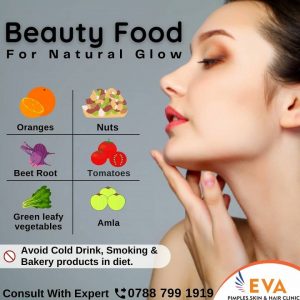 Beauty Food
For Natural Glow
Oranges
Nuts
Beet Root
Tomatoes
Green leafy
vegetables
Amla
Avoid Cold Drink, Smoking &
Bakery products in diet.
Consult With Expert 0788 799 1919
EVA
PIMPLES,SKIN & HAIR CLINIC